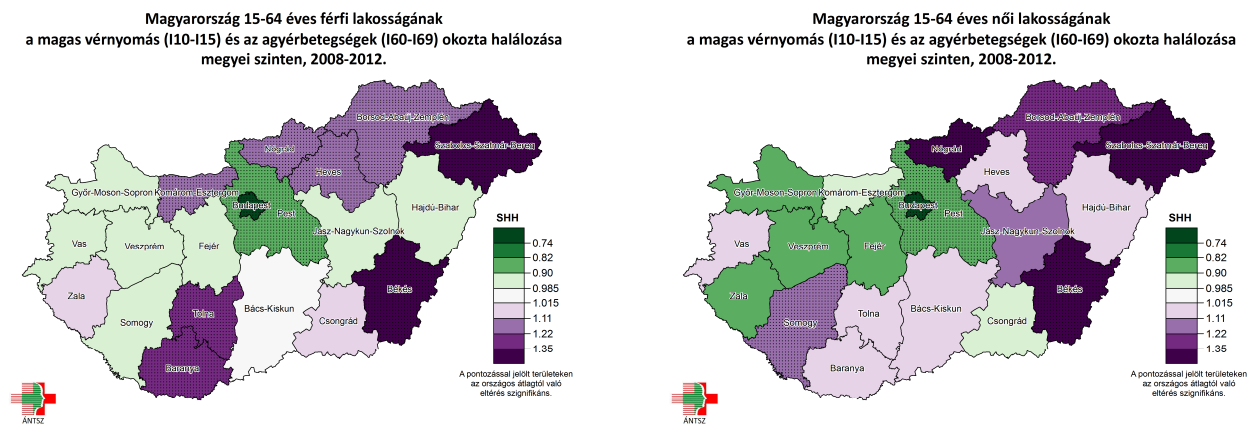 Magyarország 15-64 éves férfi lakosságának
a magas vérnyomás (I10-I15) és az agyérbetegségek (I60-I69) okozta halálozása
megyei szinten, 2008-2012.
Borsod-Abaúj-Zemplén
Szabolcs-Szatmár-Bereg
Nógrád
Heves
Győr-Moson-Sopron
Komárom-Esztergom
Budapest
Pest
Hajdú-Bihar
Jász-Nagykun-Szolnok
Vas
Veszprém
Fejér
Zala
Békés
Somogy
Tolna
Bács-Kiskun
Csongrád
Baranya
SHH
0.74
0.82
0.90
0.985
1.015
1.11
1.22
1.35
A pontozással jelölt területeken
az országos átlagtól való
eltérés szignifikáns.
ÁNTSZ
Magyarország 15-64 éves női lakosságának
a magas vérnyomás (I10-I15) és az agyérbetegségek (I60-I69) okozta halálozása
megyei szinten, 2008-2012.
Borsod-Abaúj-Zemplén
Szabolcs-Szatmár-Bereg
Nógrád
Heves
Győr-Moson-Sopron
Komárom-Esztergom
Budapest
Pest
Hajdú-Bihar
Jász-Nagykun-Szolnok
Vas
Veszprém
Fejér
Zala
Békés
Somogy
Tolna
Bács-Kiskun
Csongrád
Baranya
SHH
0.74
0.82
0.90
0.985
1.015
1.11
1.22
1.35
A pontozással jelölt területeken
az országos átlagtól való
eltérés szignifikáns.
ÁNTSZ